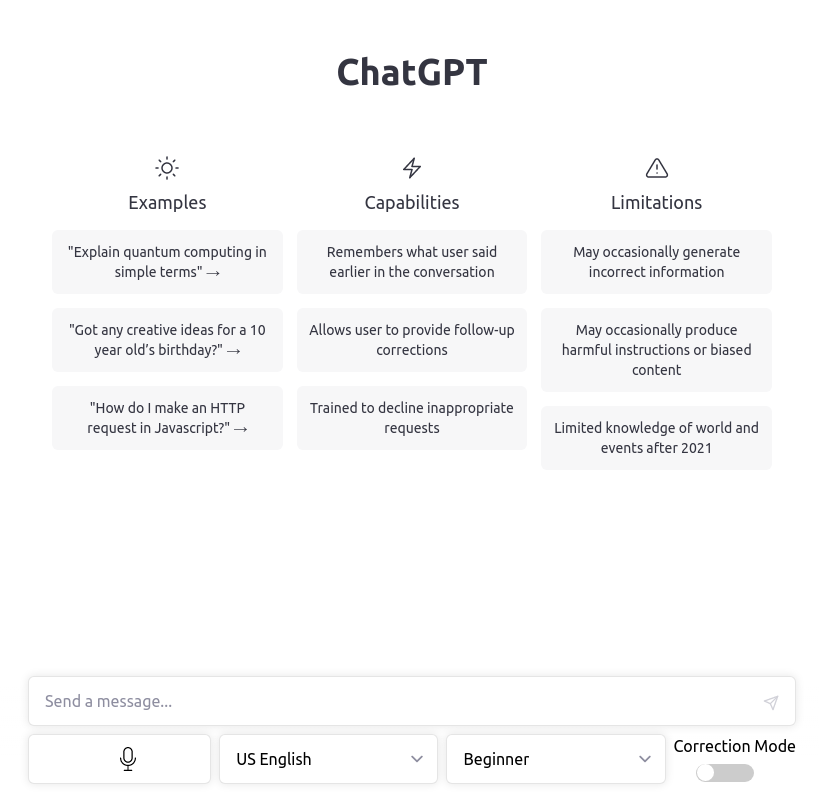 ChatGPT
Examples
"Explain quantum computing in
simple terms" →
"Got any creative ideas for a 10
year old’s birthday?" →
"How do I make an HTTP
request in Javascript?" →
Capabilities
Remembers what user said
earlier in the conversation
Allows user to provide follow-up
corrections
Trained to decline inappropriate
requests
Limitations
May occasionally generate
incorrect information
May occasionally produce
harmful instructions or biased
content
Limited knowledge of world and
events after 2021
Send a message...
US English
Beginner
Correction Mode